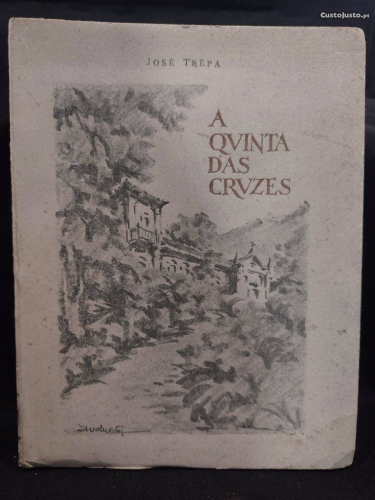 CustoJusto.pt
JOSÉ TRÊPA
A
QVINTA
DAS
CRVZES